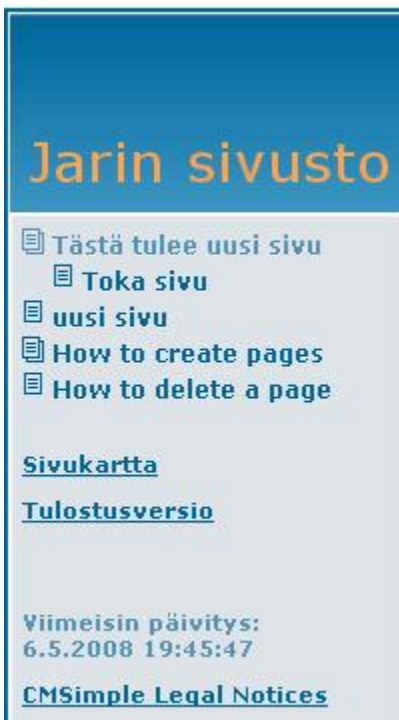 Jarin sivusto
Tästä tulee uusi sivu
Toka sivu
uusi sivu
How to create pages
How to delete a page
Sivukartta
Tulostusversio
Viimeisin päivitys:
6.5.2008 19:45:47
CMSimple Legal Notices